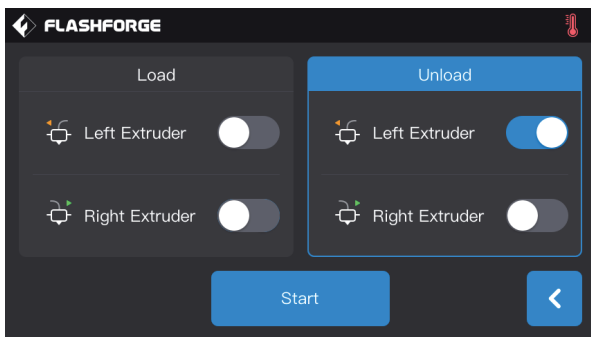 FLASHFORGE
Load
Left Extruder
Right Extruder
Unload
Left Extruder
Right Extruder
Start